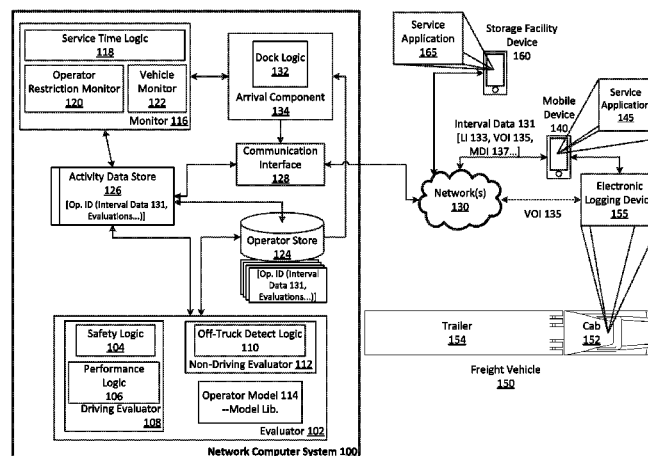 Service Time Logic
118
Operator
Restriction Monitor
120
Vehicle
Monitor
122
Monitor 116
Dock Logic
132
Arrival Component
134
Communication
Interface
128
Activity Data Store
126
[Op. ID (Interval Data 131,
Evaluations...)]
Operator Store
124
[Op. ID (Interval
Data 131,
Evaluations...)]
Safety Logic
104
Performance
Logic
106
Driving Evaluator
108
Off-Truck Detect Logic
110
Non-Driving Evaluator
112
Operator Model 114
--Model Lib.
Evaluator 102
Network Computer System 100
Service
Application
165
Storage Facility
Device
160
Interval Data 131
[LI 133, VOI 135,
MDI 137...]
Mobile
Device
140
Service
Application
145
Network(s)
130
VOI 135
Electronic
Logging Device
155
Trailer
154
Cab
152
Freight Vehicle
150